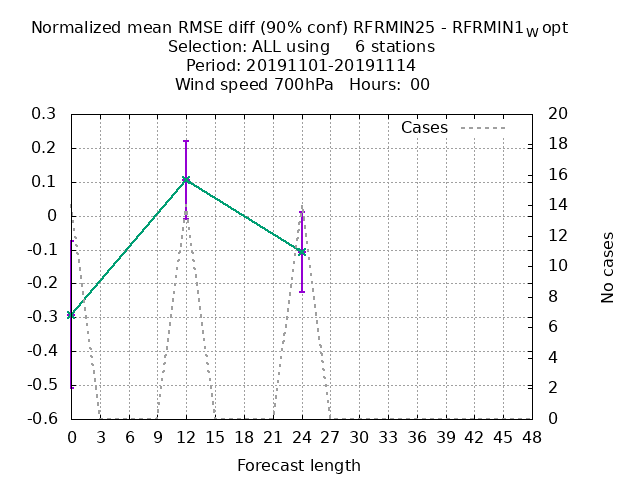 Normalized mean RMSE diff (90% conf) RFRMIN25 - RFRMIN1W opt
Selection: ALL using     6 stations
Period: 20191101-20191114
Wind speed 700hPa   Hours: 00
Cases
0.3
0.2
0.1
0
-0.1
-0.2
-0.3
-0.4
-0.5
-0.6
20
18
16
14
12
10
8
6
4
2
0
No cases
0 3 6 9 12 15 18 21 24 27 30 33 36 39 42 45 48
Forecast length